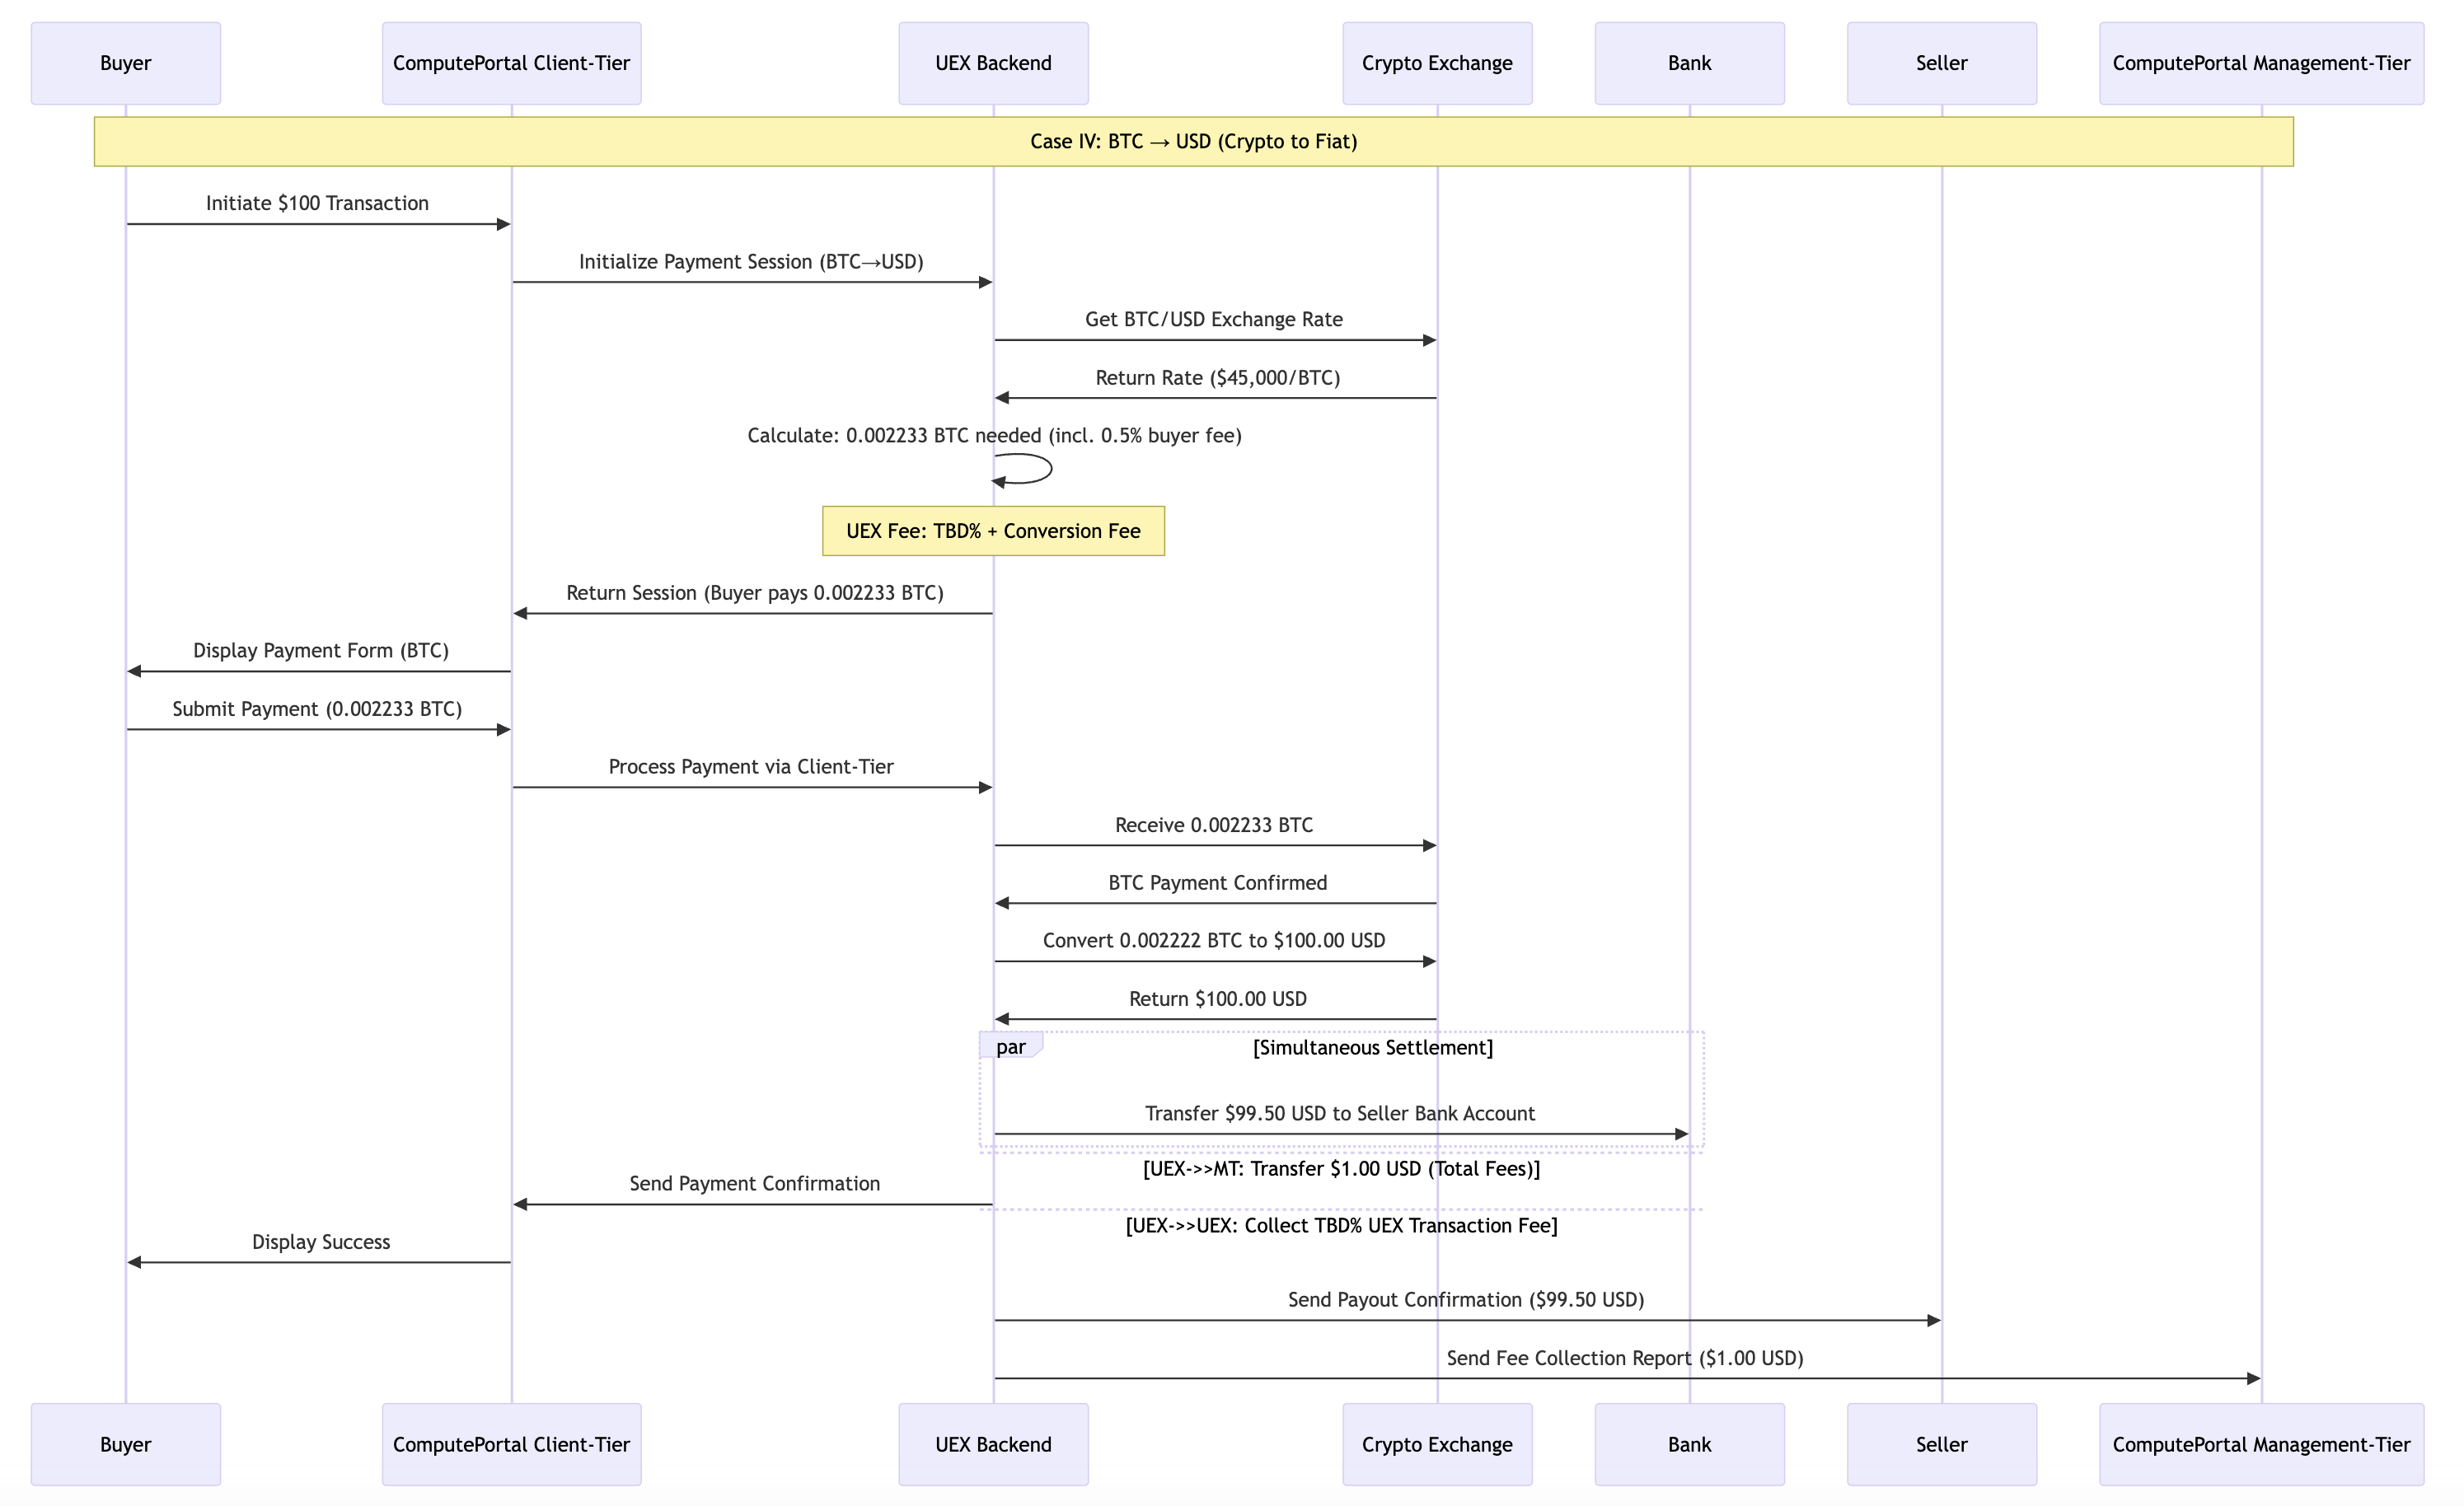 Buyer
ComputePortal Client-Tier
UEX Backend
Crypto Exchange
Bank
Seller
ComputePortal Management-Tier
Case IV: BTC → USD (Crypto to Fiat)
Initiate $100 Transaction
Initialize Payment Session (BTC→USD)
Get BTC/USD Exchange Rate
Return Rate ($45,000/BTC)
Calculate: 0.002233 BTC needed (incl. 0.5% buyer fee)
UEX Fee: TBD% + Conversion Fee
Return Session (Buyer pays 0.002233 BTC)
Display Payment Form (BTC)
Submit Payment (0.002233 BTC)
Process Payment via Client-Tier
Receive 0.002233 BTC
BTC Payment Confirmed
Convert 0.002222 BTC to $100.00 USD
Return $100.00 USD
par
[Simultaneous Settlement]
Transfer $99.50 USD to Seller Bank Account
[UEX->>MT: Transfer $1.00 USD (Total Fees)]
Send Payment Confirmation
[UEX->>UEX: Collect TBD% UEX Transaction Fee]
Display Success
Send Payout Confirmation ($99.50 USD)
Send Fee Collection Report ($1.00 USD)
Buyer
ComputePortal Client-Tier
UEX Backend
Crypto Exchange
Bank
Seller
ComputePortal Management-Tier